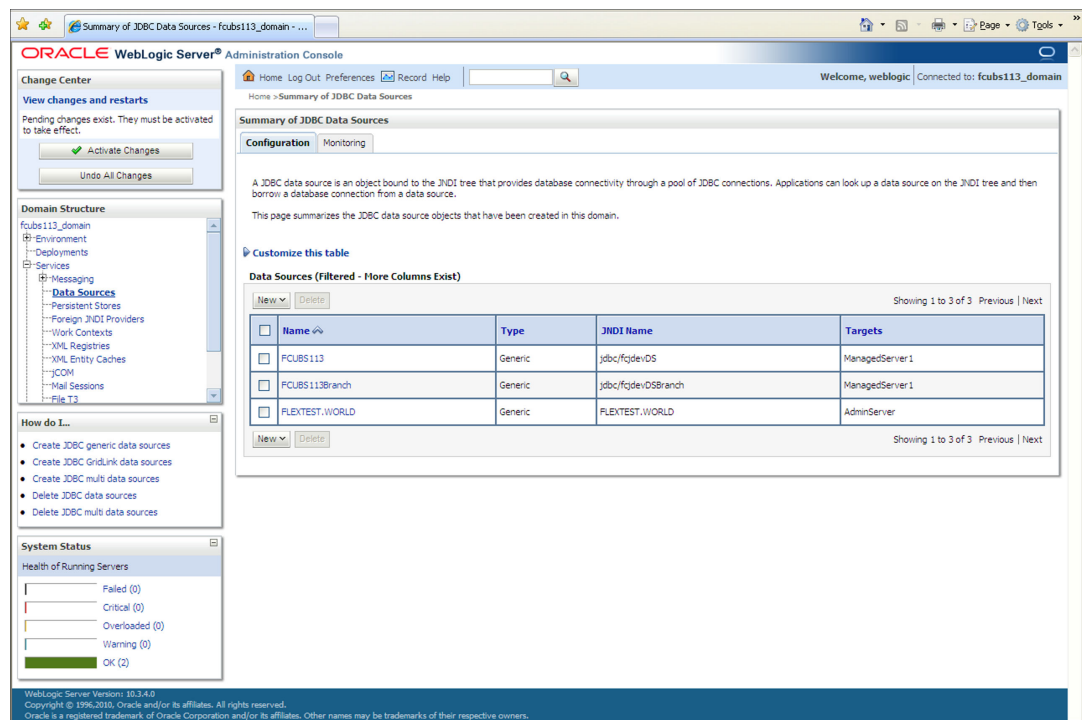 Summary of JDBC Data Sources - fcubs113_domain - ...
Page
Tools
»
ORACLE WebLogic Server® Administration Console
Change Center
View changes and restarts
Pending changes exist. They must be activated
to take effect.
Activate Changes
Undo All Changes
Domain Structure
fcubs113_domain
Environment
Deployments
Services
Messaging
Data Sources
Persistent Stores
Foreign JNDI Providers
Work Contexts
XML Registries
XML Entity Caches
jCOM
Mail Sessions
File T3
How do I...
Create JDBC generic data sources
Create JDBC GridLink data sources
Create JDBC multi data sources
Delete JDBC data sources
Delete JDBC multi data sources
System Status
Health of Running Servers
Failed (0)
Critical (0)
Overloaded (0)
Warning (0)
OK (2)
Home Log Out Preferences Record Help
Welcome, weblogic Connected to: fcubs113_domain
Home >Summary of JDBC Data Sources
Summary of JDBC Data Sources
Configuration Monitoring
A JDBC data source is an object bound to the JNDI tree that provides database connectivity through a pool of JDBC connections. Applications can look up a data source on the JNDI tree and then
borrow a database connection from a data source.
This page summarizes the JDBC data source objects that have been created in this domain.
Customize this table
Data Sources (Filtered - More Columns Exist)
New Delete Showing 1 to 3 of 3 Previous | Next
Name Type JNDI Name Targets
FCUBS113 Generic jdbc/fcjdevDS ManagedServer1
FCUBS113Branch Generic jdbc/fcjdevDSBranch ManagedServer1
FLEXTEST.WORLD Generic FLEXTEST.WORLD AdminServer
New Delete Showing 1 to 3 of 3 Previous | Next
WebLogic Server Version: 10.3.4.0
Copyright © 1996,2010, Oracle and/or its affiliates. All rights reserved.
Oracle is a registered trademark of Oracle Corporation and/or its affiliates. Other names may be trademarks of their respective owners.